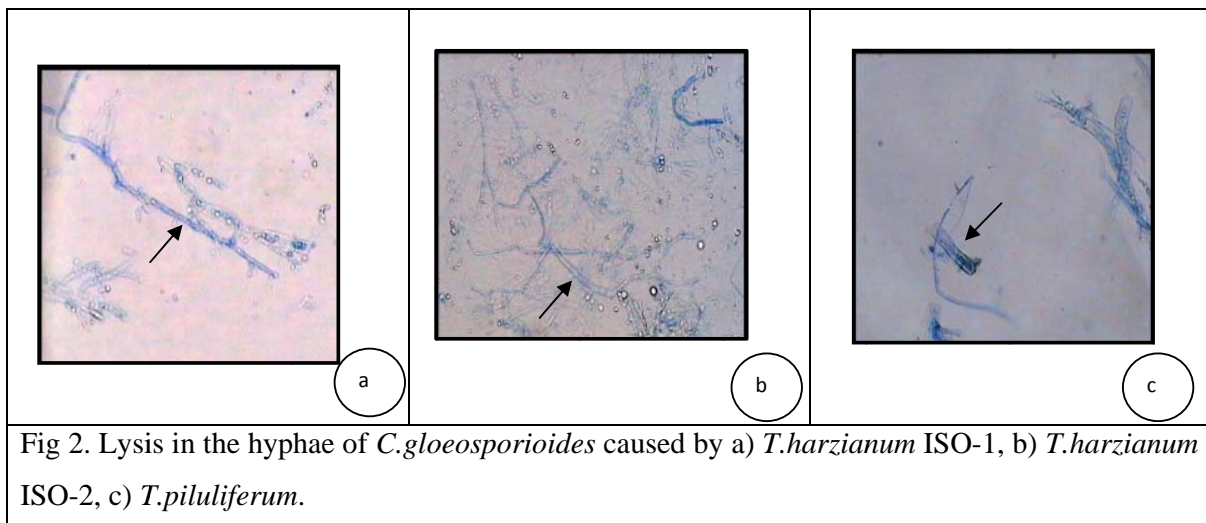 a
b
c
Fig 2. Lysis in the hyphae of C.gloeosporioides caused by a) T.harzianum ISO-1, b) T.harzianum
ISO-2, c) T.piluliferum.